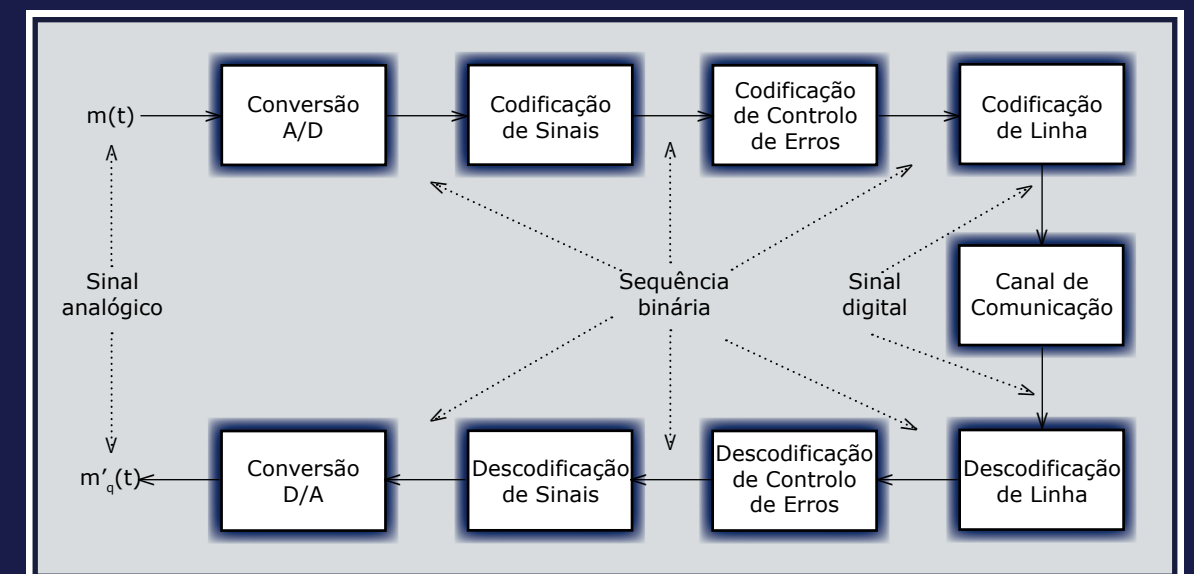 m(t)
Conversão
A/D
Codificação
de Sinais
Codificação
de Controlo
de Erros
Codificação
de Linha
Sinal
analógico
Sequência
binária
Sinal
digital
Canal de
Comunicação
m′q(t)
Conversão
D/A
Descodificação
de Sinais
Descodificação
de Controlo
de Erros
Descodificação
de Linha